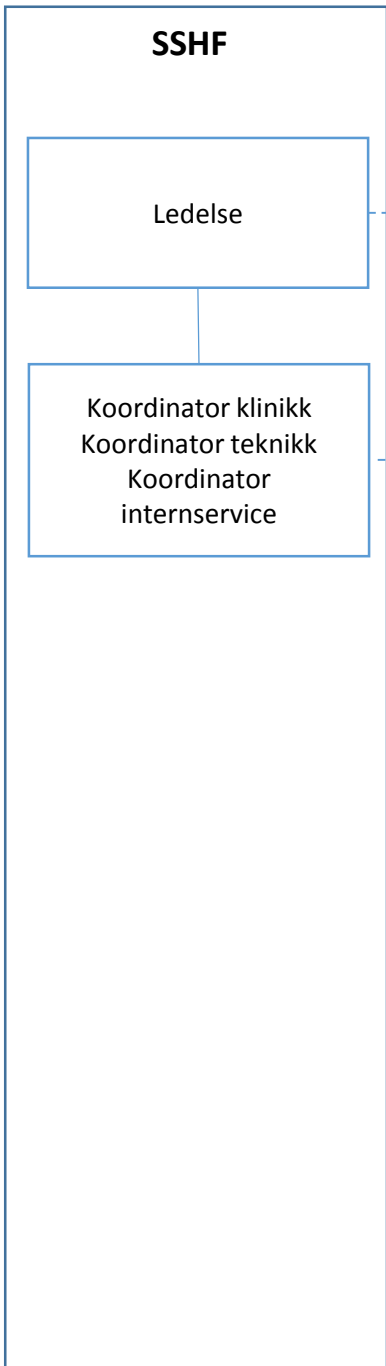 SSHF
Ledelse
Koordinator klinikk
Koordinator teknikk
Koordinator
internservice